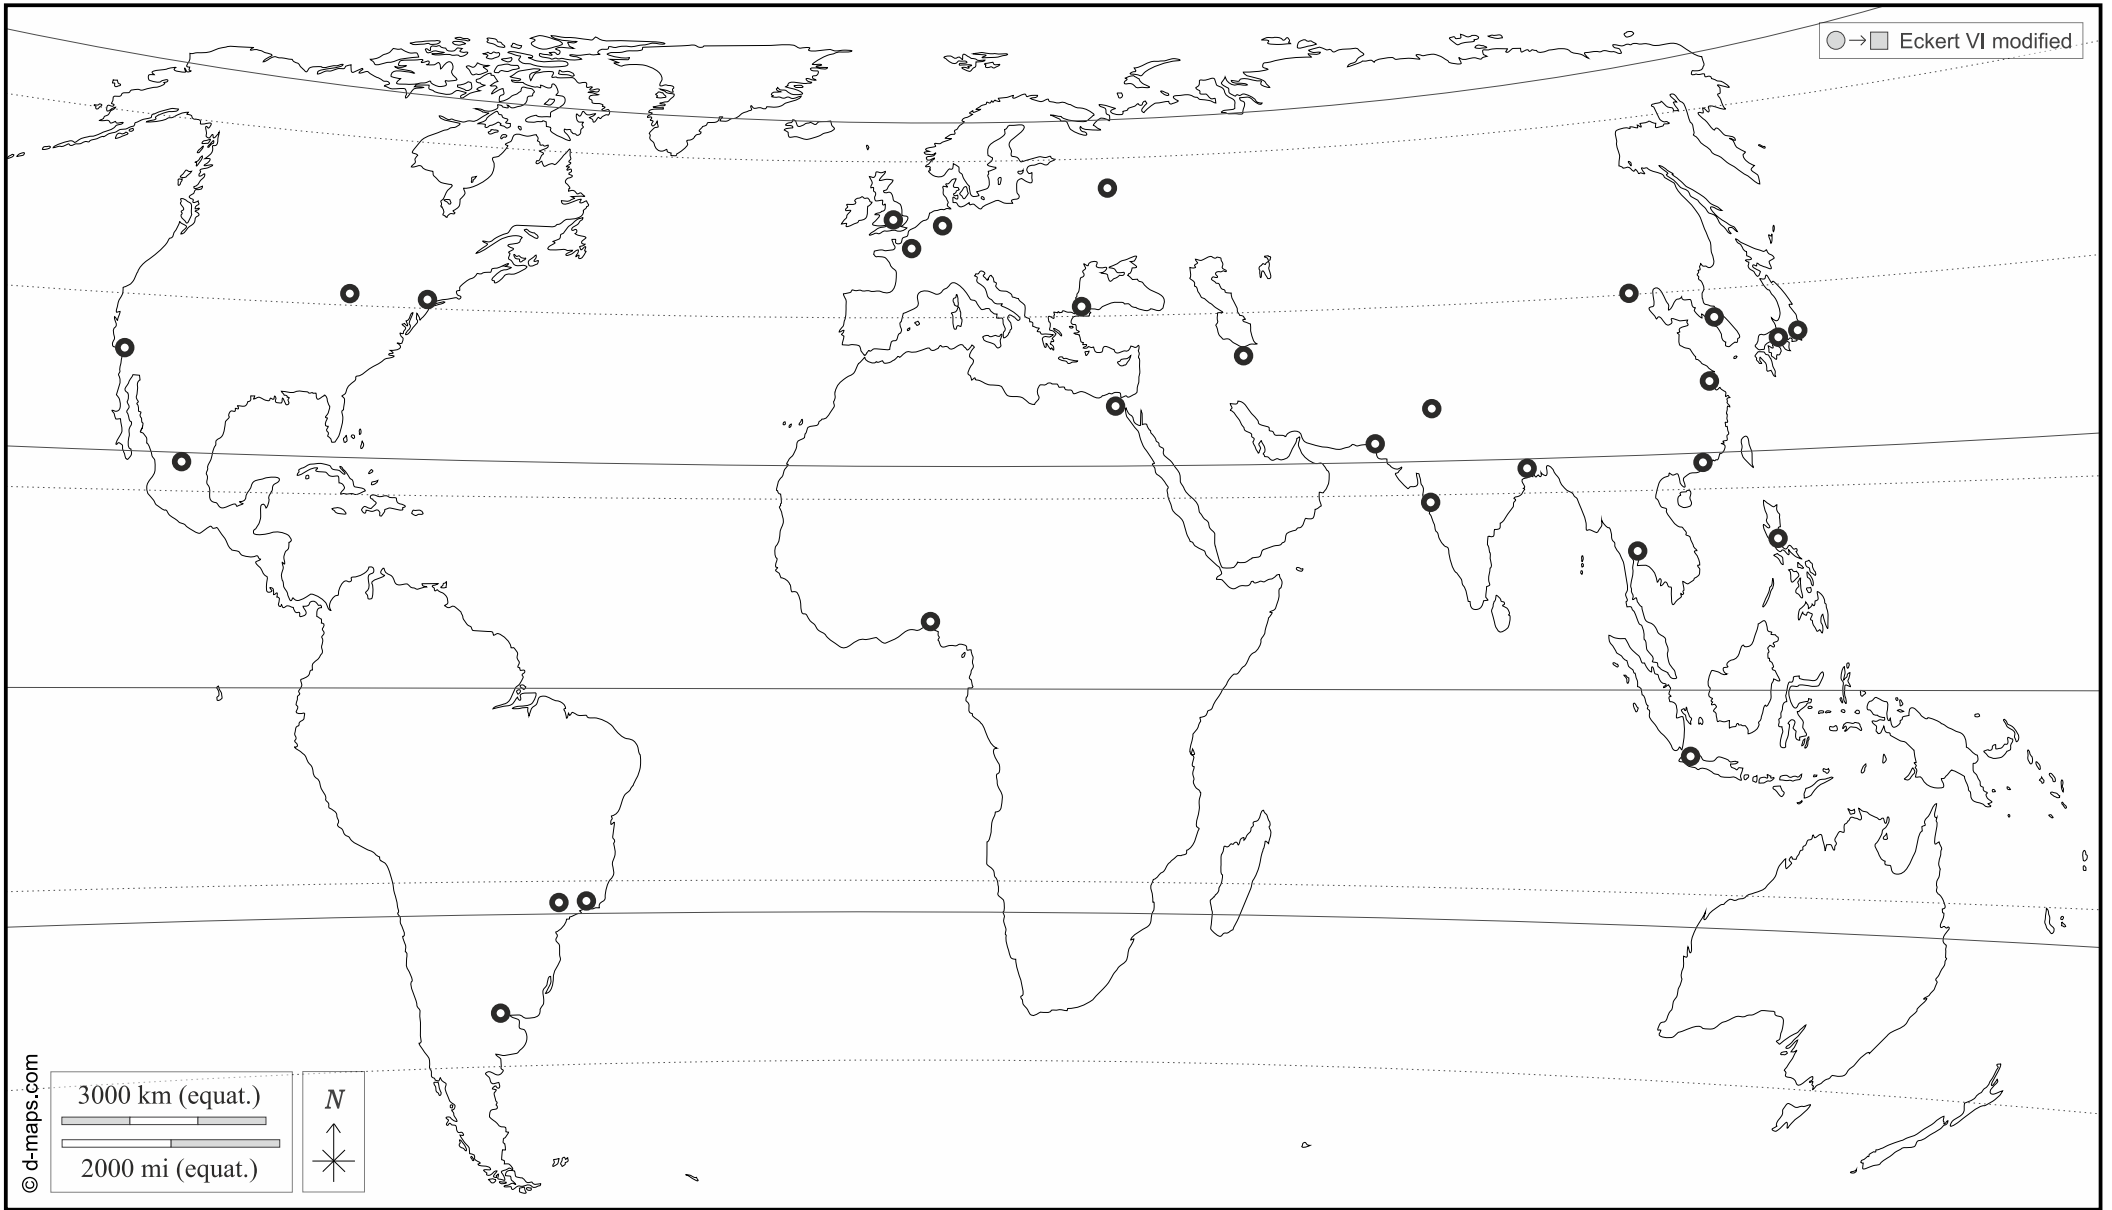 Eckert VI modified
© d-maps.com
3000 km (equat.)
2000 mi (equat.)
N